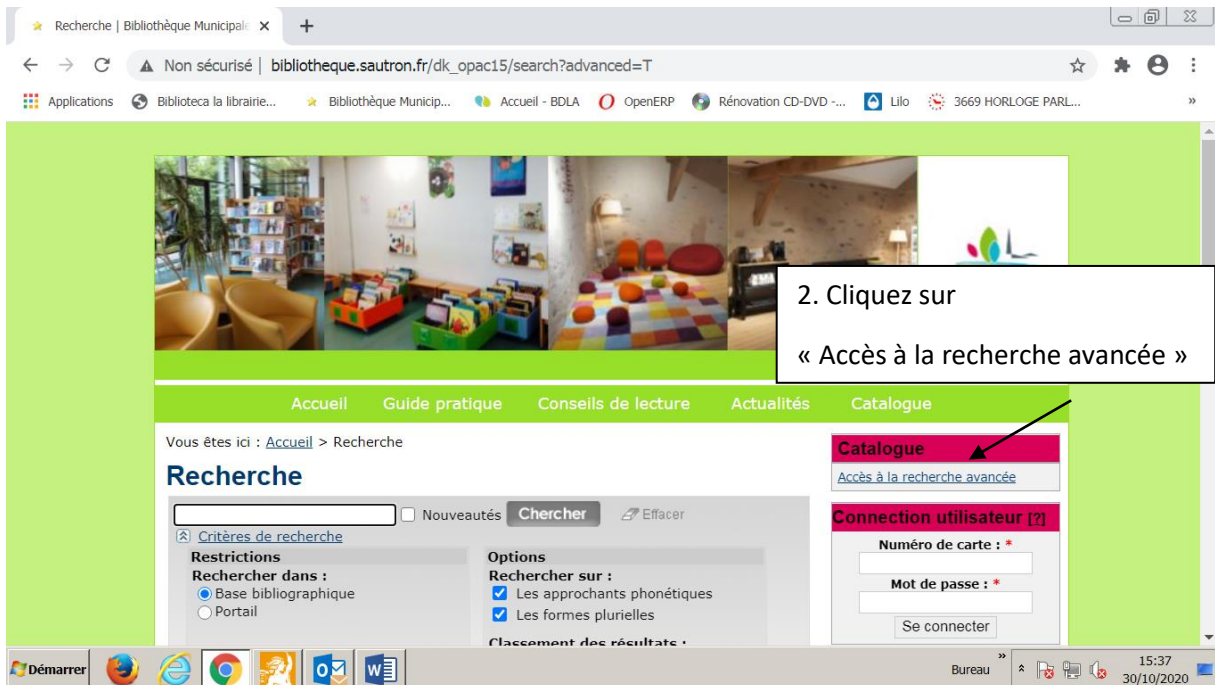 Recherche | Bibliothèque Municipale
Non sécurisé | bibliotheque.sautron.fr/dk_opac15/search?advanced=T
Applications Biblioteca la librairie... Bibliothèque Municip... Accueil - BDLA OpenERP Rénovation CD-DVD -... Lilo 3669 HORLOGE PARL... »
2. Cliquez sur
« Accès à la recherche avancée »
Accueil Guide pratique Conseils de lecture Actualités Catalogue
Vous êtes ici : Accueil > Recherche
Recherche
Nouveautés Chercher Effacer
Critères de recherche
Restrictions
Rechercher dans :
Base bibliographique
Portail
Options
Rechercher sur :
Les approchants phonétiques
Les formes plurielles
Classement des résultats :
Catalogue
Accès à la recherche avancée
Connection utilisateur [?]
Numéro de carte : *
Mot de passe : *
Se connecter
Démarrer
Bureau »
15:37
30/10/2020